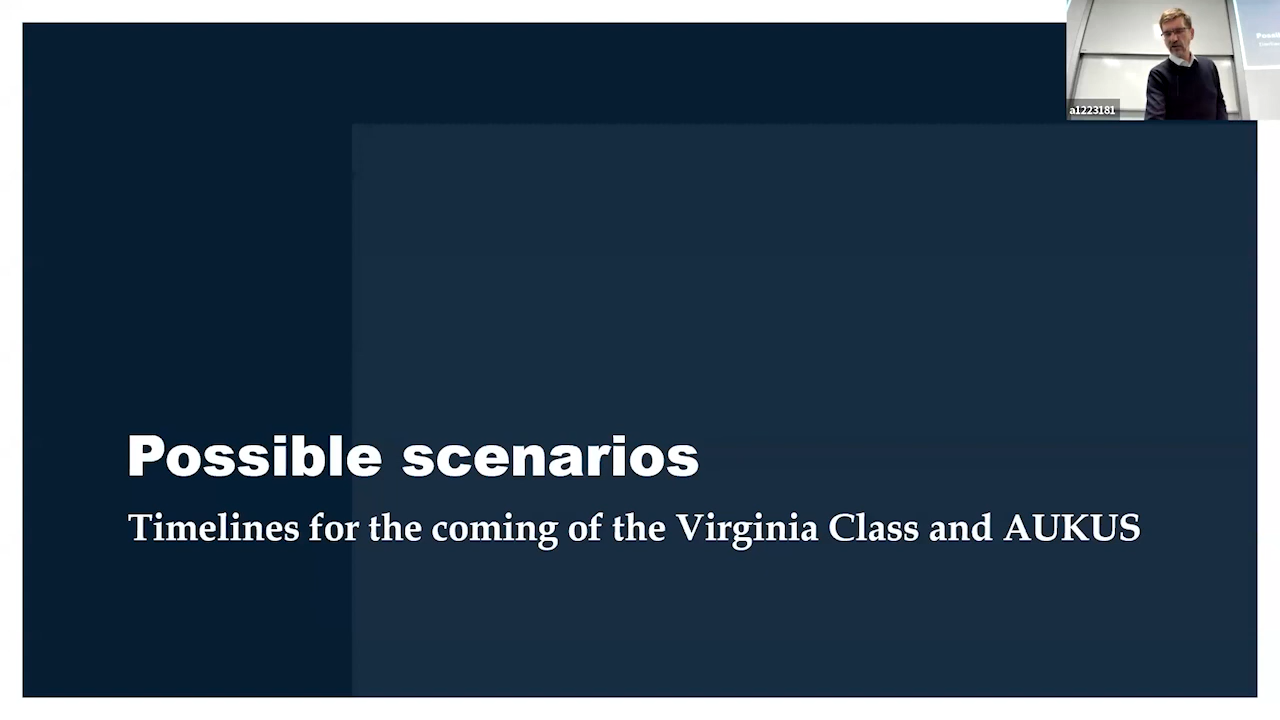 a1223181
Possible scenarios
Timelines for the coming of the Virginia Class and AUKUS